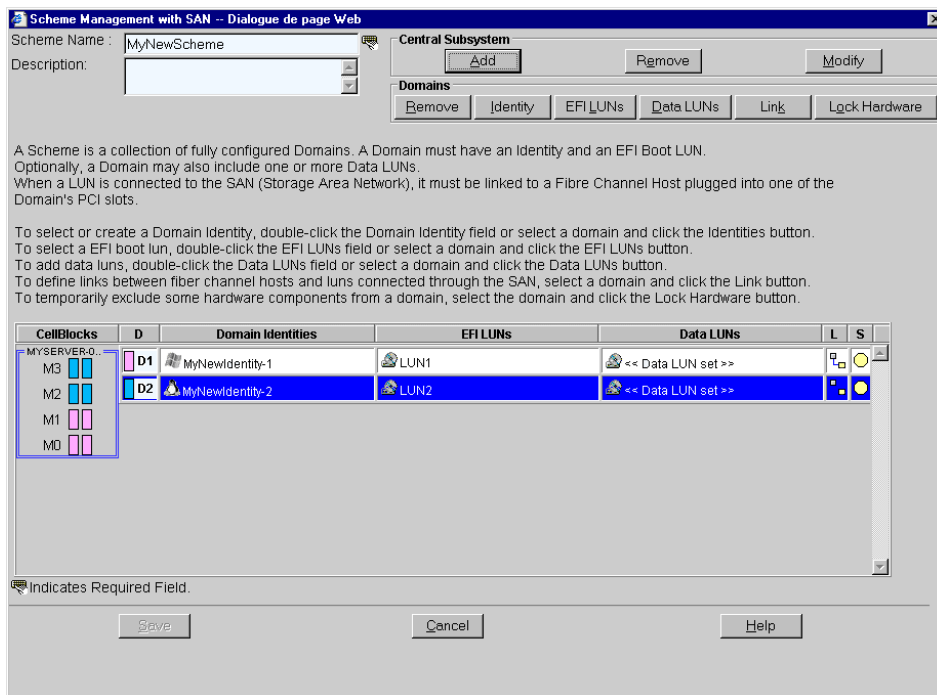 Scheme Management with SAN -- Dialogue de page Web
Scheme Name :
MyNewScheme
Description:
Central Subsystem
Add
Remove
Modify
Domains
Remove
Identity
EFI LUNs
Data LUNs
Link
Lock Hardware
A Scheme is a collection of fully configured Domains. A Domain must have an Identity and an EFI Boot LUN.
Optionally, a Domain may also include one or more Data LUNs.
When a LUN is connected to the SAN (Storage Area Network), it must be linked to a Fibre Channel Host plugged into one of the
Domain's PCI slots.
To select or create a Domain Identity, double-click the Domain Identity field or select a domain and click the Identities button.
To select a EFI boot lun, double-click the EFI LUNs field or select a domain and click the EFI LUNs button.
To add data luns, double-click the Data LUNs field or select a domain and click the Data LUNs button.
To define links between fiber channel hosts and luns connected through the SAN, select a domain and click the Link button.
To temporarily exclude some hardware components from a domain, select the domain and click the Lock Hardware button.
CellBlocks D Domain Identities EFI LUNs Data LUNs L S
MYSERVER-0..
M3
M2
M1
M0
D1 MyNewIdentity-1 LUN1 << Data LUN set >>
D2 MyNewIdentity-2 LUN2 << Data LUN set >>
Indicates Required Field.
Save
Cancel
Help